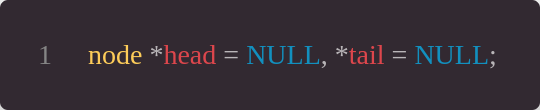 1 node *head = NULL, *tail = NULL;